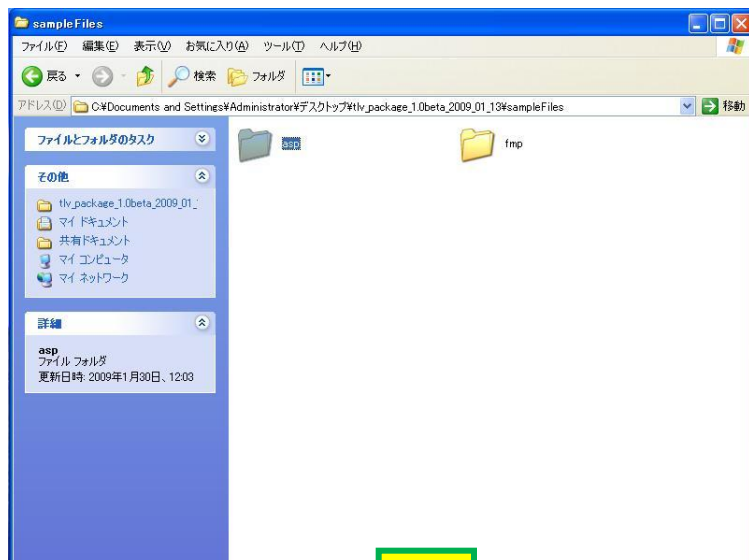 sampleFiles
ファイル(F) 編集(E) 表示(V) お気に入り(A) ツール(T) ヘルプ(H)
戻る 検索 フォルダ
アドレス(D) C:¥Documents and Settings¥Administrator¥デスクトップ¥tlv_package_1.0beta_2009_01_13¥sampleFiles 移動
ファイルとフォルダのタスク
asp
fmp
その他
tlv_package_1.0beta_2009_01_
マイ ドキュメント
共有ドキュメント
マイ コンピュータ
マイ ネットワーク
詳細
asp
ファイル フォルダ
更新日時: 2009年1月30日、12:03